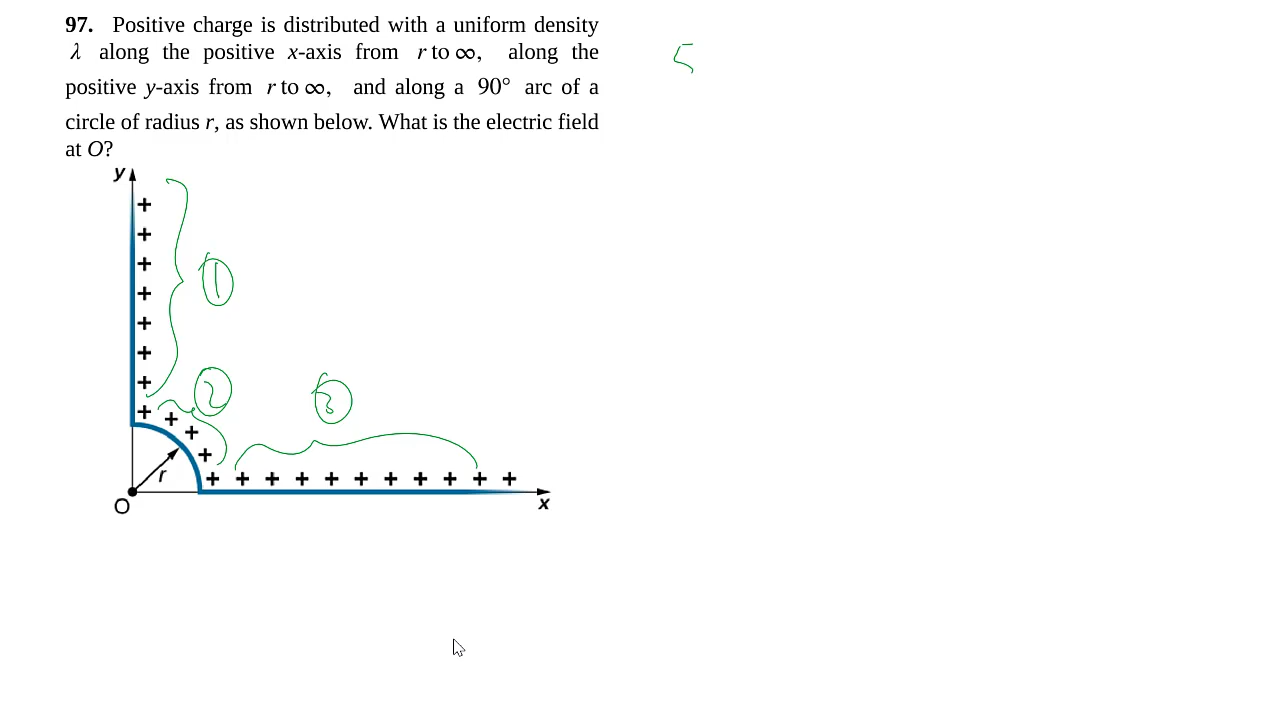 97. Positive charge is distributed with a uniform density
λ along the positive x-axis from r to ∞, along the
positive y-axis from r to ∞, and along a 90° arc of a
circle of radius r, as shown below. What is the electric field
at O?
y
+
+
+
+
+
+
+
+ + + +
+ + + + + + + + + + +
1
2
3
r
O
x